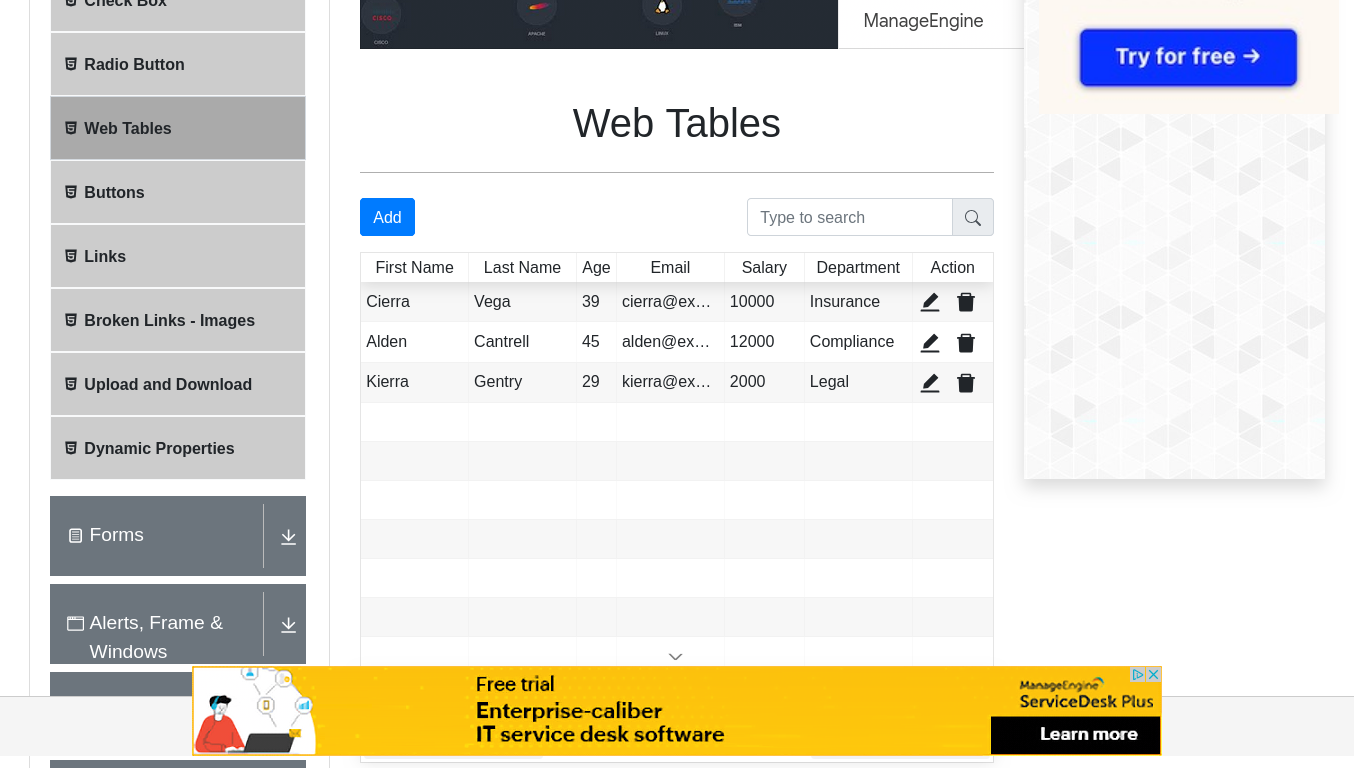 Check Box
Radio Button
Web Tables
Buttons
Links
Broken Links - Images
Upload and Download
Dynamic Properties
Forms
Alerts, Frame &
Windows
CISCO
CISCO
APACHE
LINUX
ManageEngine
Try for free →
Web Tables
Add
Type to search
First Name Last Name Age Email Salary Department Action
Cierra Vega 39 cierra@ex… 10000 Insurance
Alden Cantrell 45 alden@ex… 12000 Compliance
Kierra Gentry 29 kierra@ex… 2000 Legal
Free trial
Enterprise-caliber
IT service desk software
ManageEngine
ServiceDesk Plus
Learn more